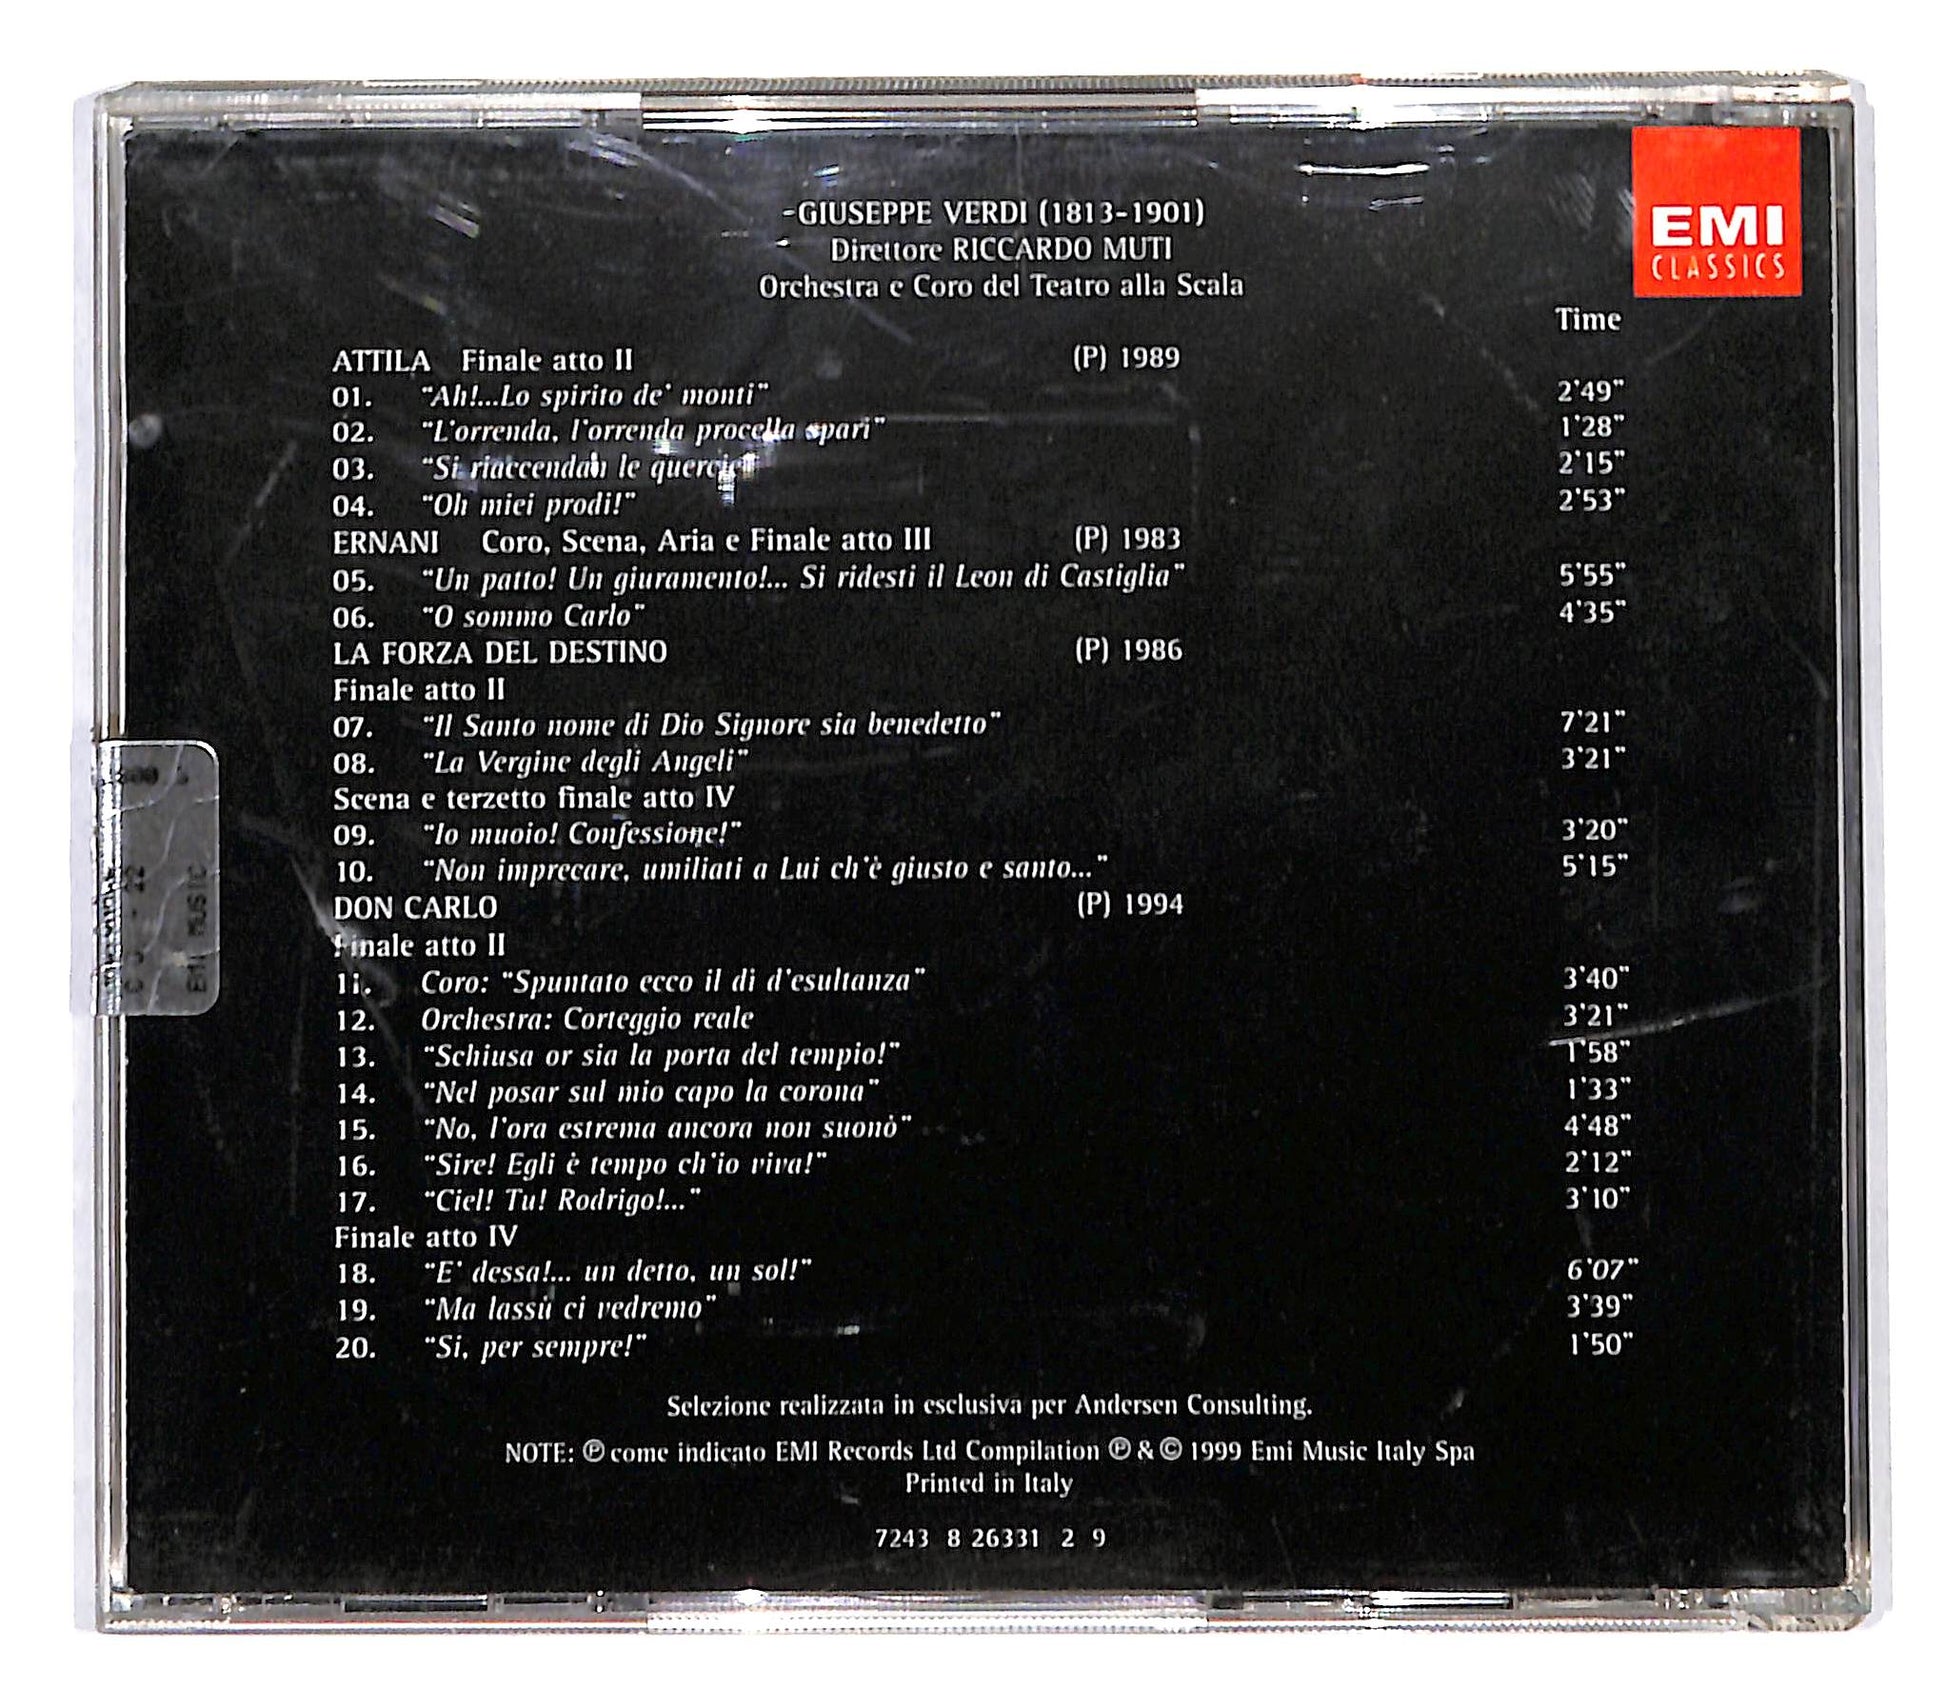 GIUSEPPE VERDI (1813-1901)
Direttore RICCARDO MUTI
Orchestra e Coro del Teatro alla Scala
EMI
CLASSICS
Time
ATTILA Finale atto II (P) 1989
01. "Ah!...Lo spirito de' monti" 2'49"
02. "L'orrenda, l'orrenda procella sparì" 1'28"
03. "Si riaccendan le quercie" 2'15"
04. "Oh miei prodi!" 2'53"
ERNANI Coro, Scena, Aria e Finale atto III (P) 1983
05. "Un patto! Un giuramento!... Si ridesti il Leon di Castiglia" 5'55"
06. "O sommo Carlo" 4'35"
LA FORZA DEL DESTINO (P) 1986
Finale atto II
07. "Il Santo nome di Dio Signore sia benedetto" 7'21"
08. "La Vergine degli Angeli" 3'21"
Scena e terzetto finale atto IV
09. "Io muoio! Confessione!" 3'20"
10. "Non imprecare, umiliati a Lui ch'è giusto e santo..." 5'15"
DON CARLO (P) 1994
Finale atto II
11. Coro: "Spuntato ecco il dì d'esultanza" 3'40"
12. Orchestra: Corteggio reale 3'21"
13. "Schiusa or sia la porta del tempio!" 1'58"
14. "Nel posar sul mio capo la corona" 1'33"
15. "No, l'ora estrema ancora non suonò" 4'48"
16. "Sire! Egli è tempo ch'io viva!" 2'12"
17. "Ciel! Tu! Rodrigo!..." 3'10"
Finale atto IV
18. "E' dessa!... un detto, un sol!" 6'07"
19. "Ma lassù ci vedremo" 3'39"
20. "Si, per sempre!" 1'50"
Selezione realizzata in esclusiva per Andersen Consulting.
NOTE: ℗ come indicato EMI Records Ltd Compilation ℗ & © 1999 Emi Music Italy Spa
Printed in Italy
7243 8 26331 2 9
EMI MUSIC